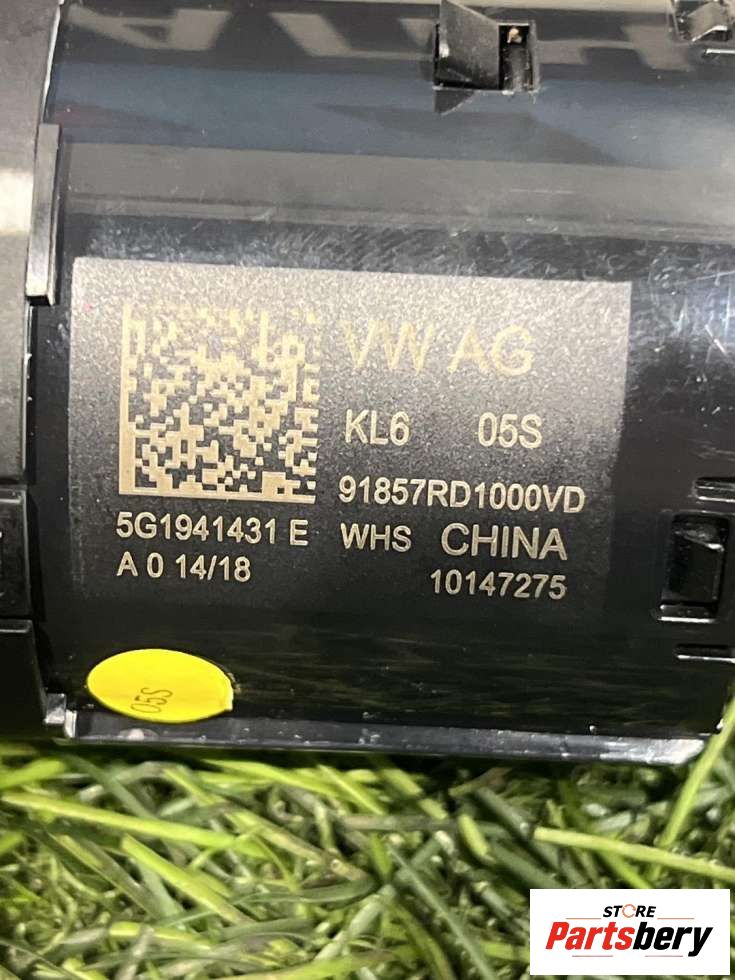 VW AG
KL6 05S
91857RD1000VD
5G1941431 E WHS CHINA
A 0 14/18 10147275
05S
STORE
Partsbery